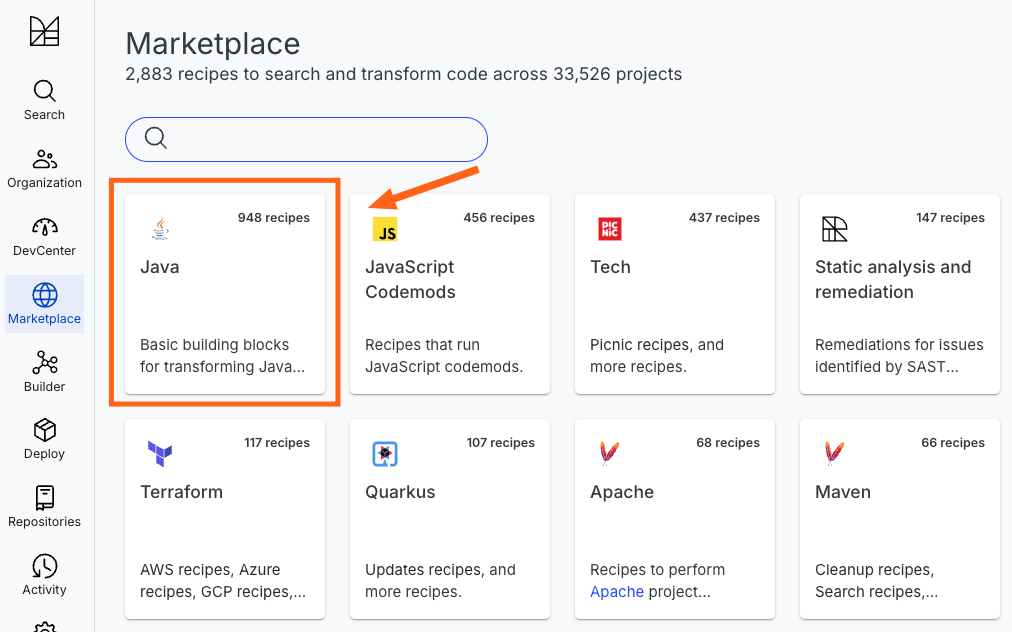 Marketplace
2,883 recipes to search and transform code across 33,526 projects
Search
Organization
DevCenter
Marketplace
Builder
Deploy
Repositories
Activity
948 recipes
Java
Basic building blocks
for transforming Java...
456 recipes
JS
JavaScript
Codemods
Recipes that run
JavaScript codemods.
437 recipes
PIC
NIC
Tech
Picnic recipes, and
more recipes.
147 recipes
Static analysis and
remediation
Remediations for issues
identified by SAST...
117 recipes
Terraform
AWS recipes, Azure
recipes, GCP recipes,...
107 recipes
Quarkus
Updates recipes, and
more recipes.
68 recipes
Apache
Recipes to perform
Apache project...
66 recipes
Maven
Cleanup recipes,
Search recipes,...